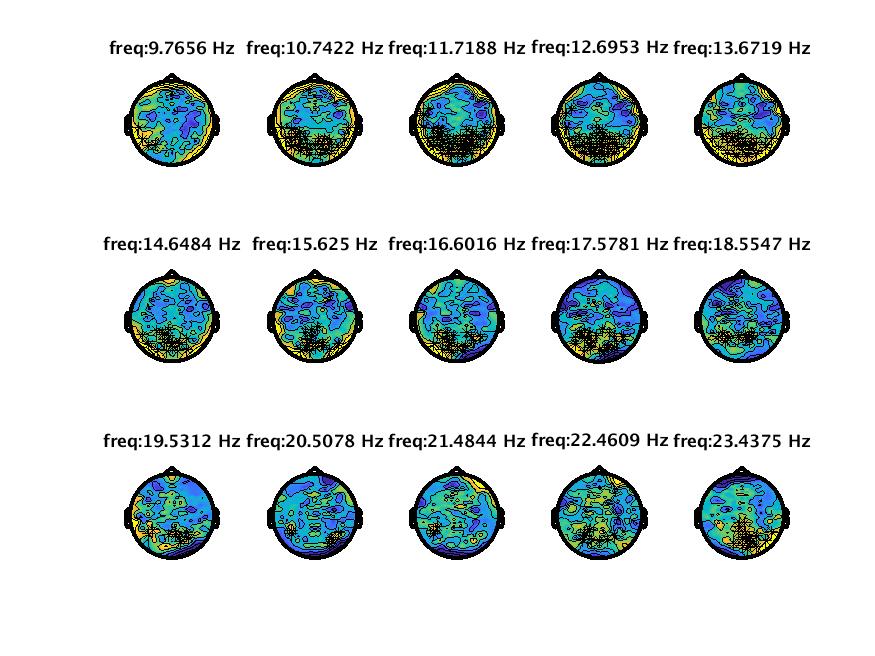 freq:9.7656 Hz freq:10.7422 Hz freq:11.7188 Hz freq:12.6953 Hz freq:13.6719 Hz
freq:14.6484 Hz freq:15.625 Hz freq:16.6016 Hz freq:17.5781 Hz freq:18.5547 Hz
freq:19.5312 Hz freq:20.5078 Hz freq:21.4844 Hz freq:22.4609 Hz freq:23.4375 Hz